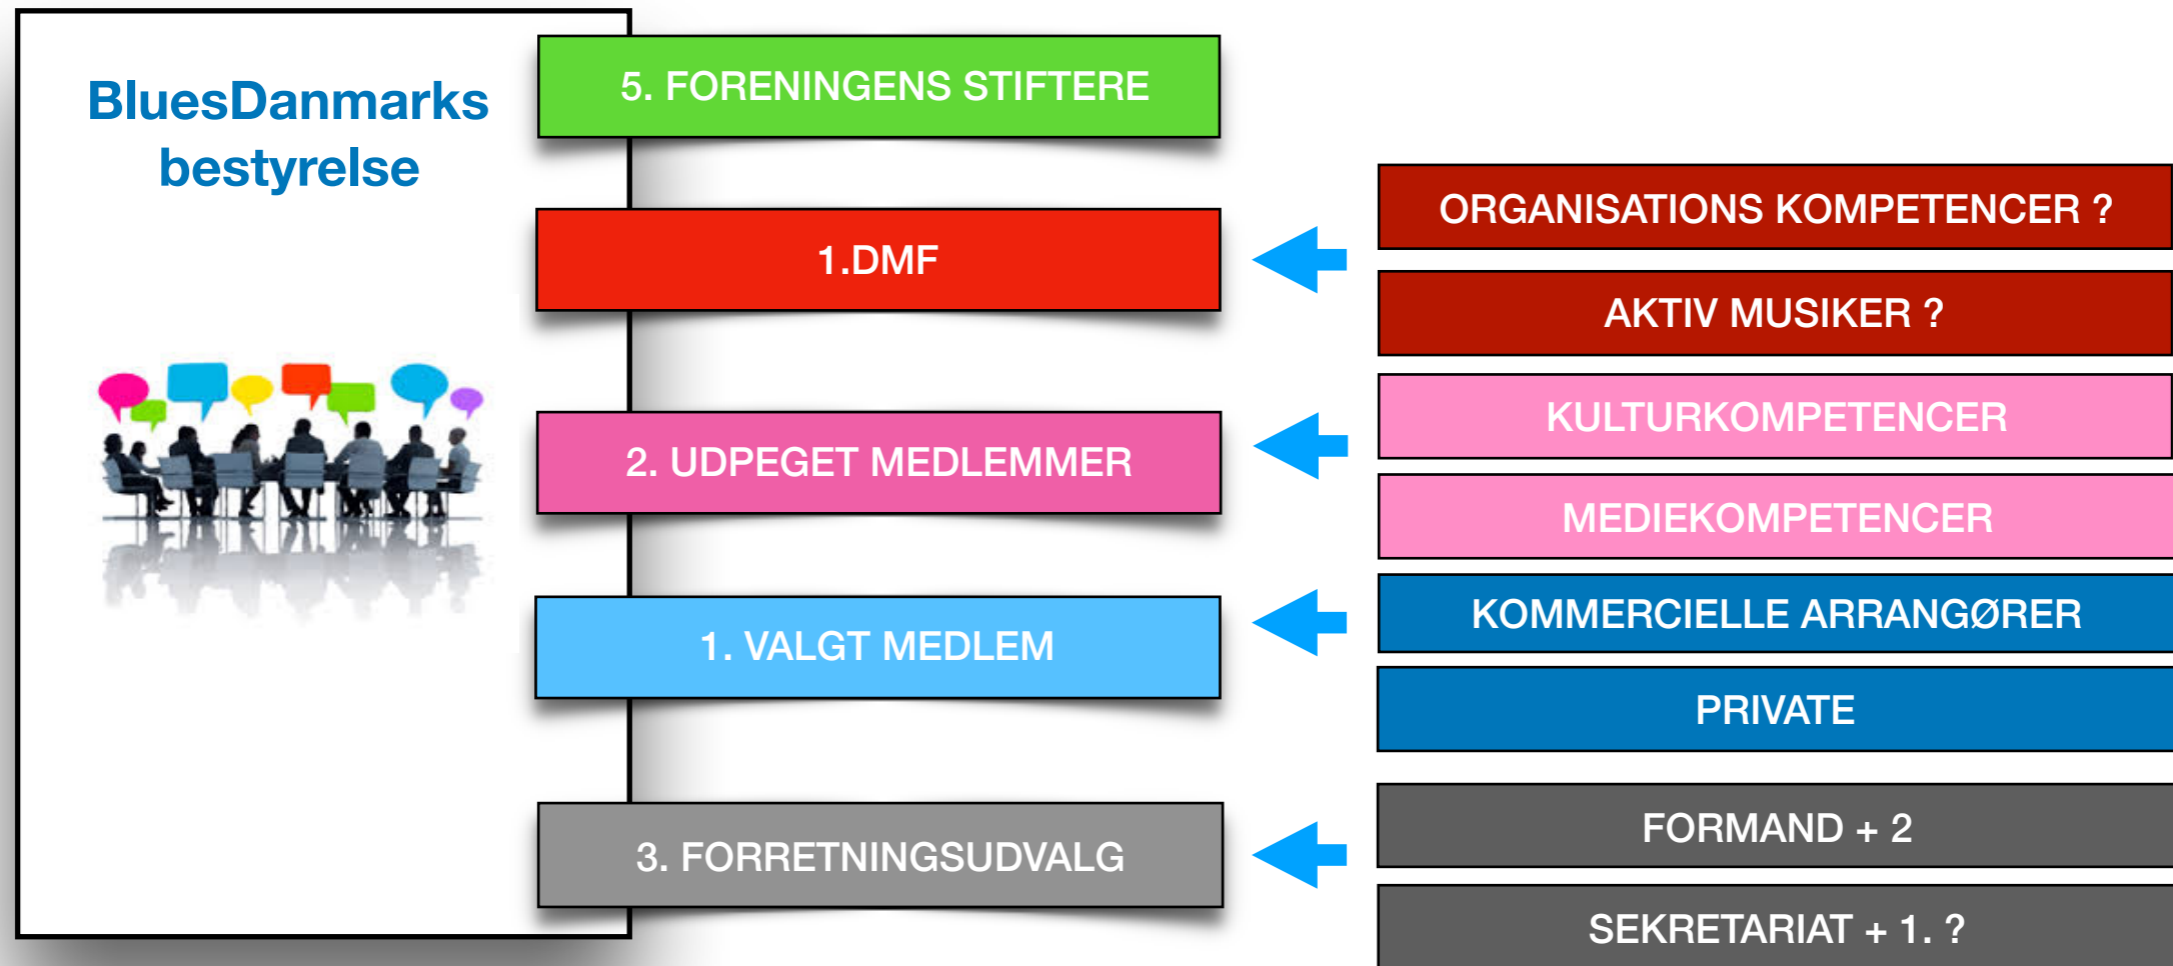 BluesDanmarks
bestyrelse
5. FORENINGENS STIFTERE
1.DMF
ORGANISATIONS KOMPETENCER ?
AKTIV MUSIKER ?
2. UDPEGET MEDLEMMER
KULTURKOMPETENCER
MEDIEKOMPETENCER
1. VALGT MEDLEM
KOMMERCIELLE ARRANGØRER
PRIVATE
3. FORRETNINGSUDVALG
FORMAND + 2
SEKRETARIAT + 1. ?